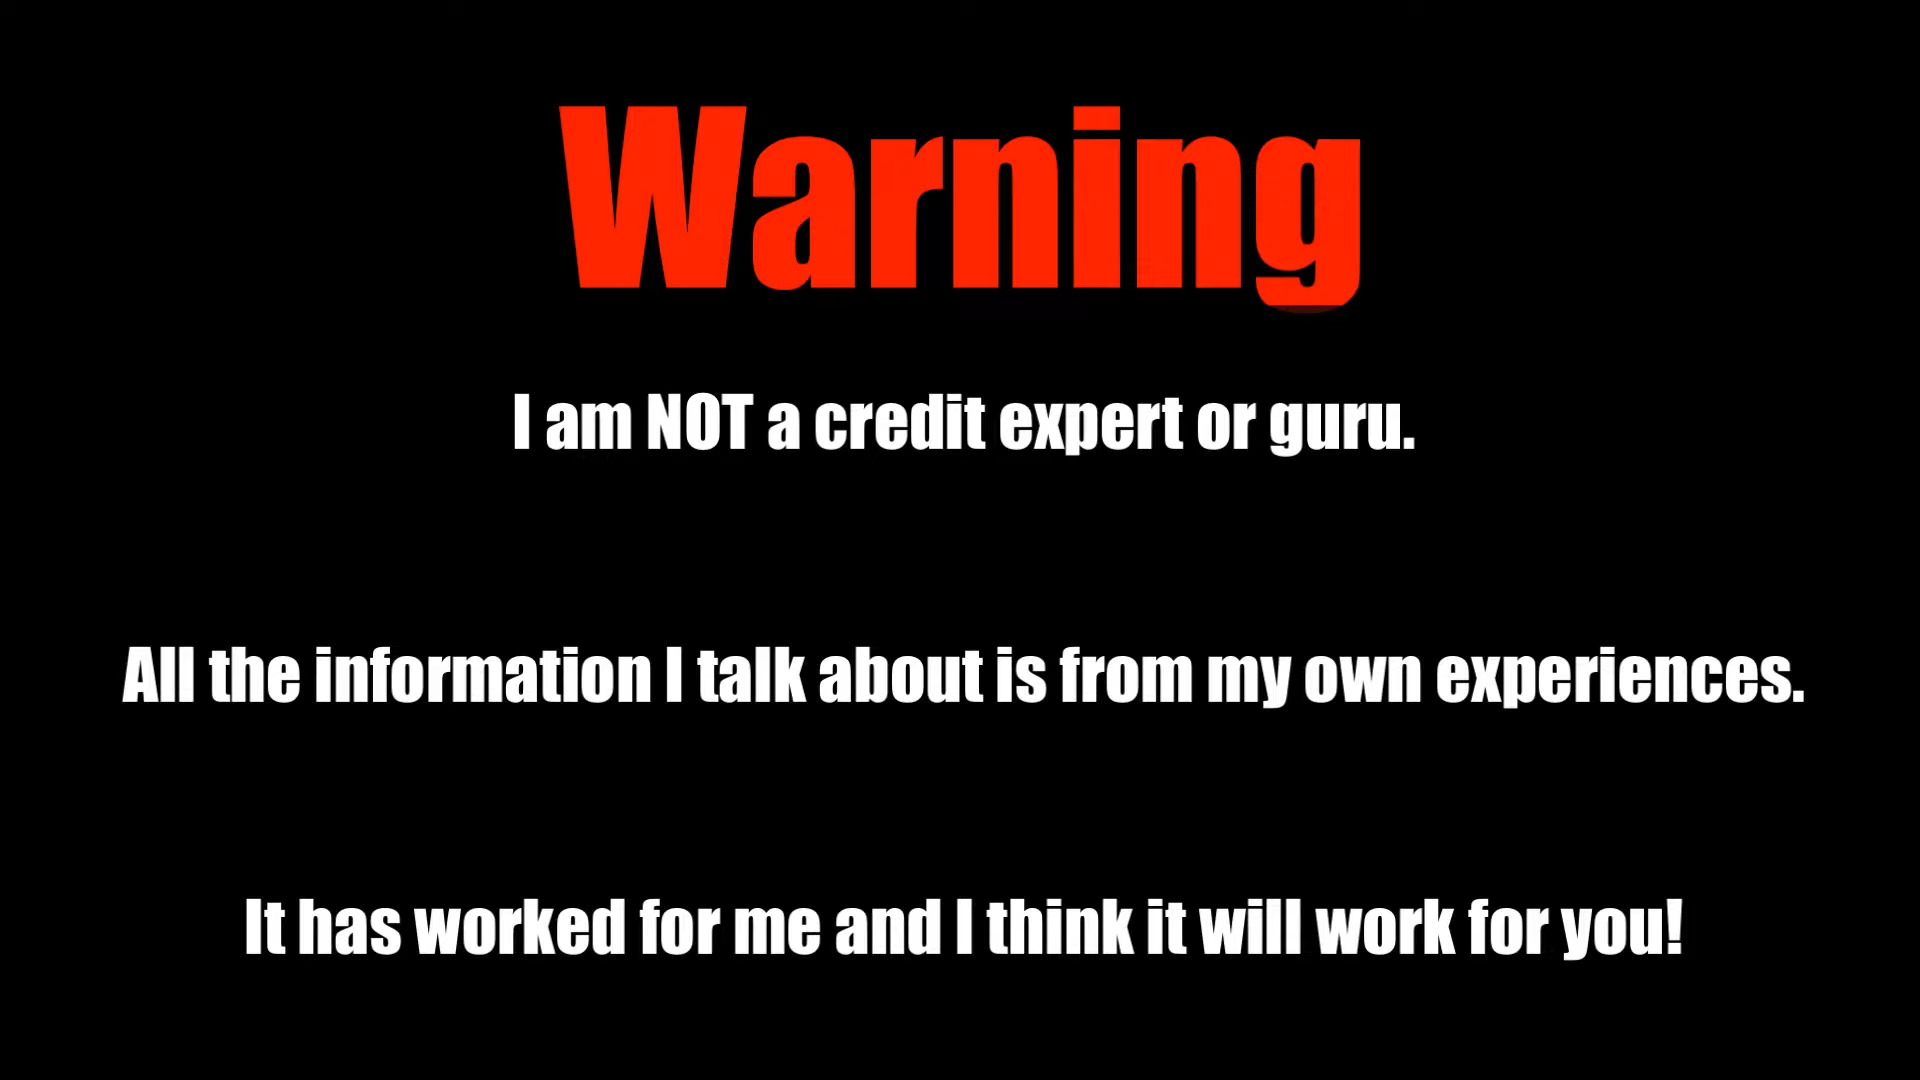 Warning
I am NOT a credit expert or guru.
All the information I talk about is from my own experiences.
It has worked for me and I think it will work for you!